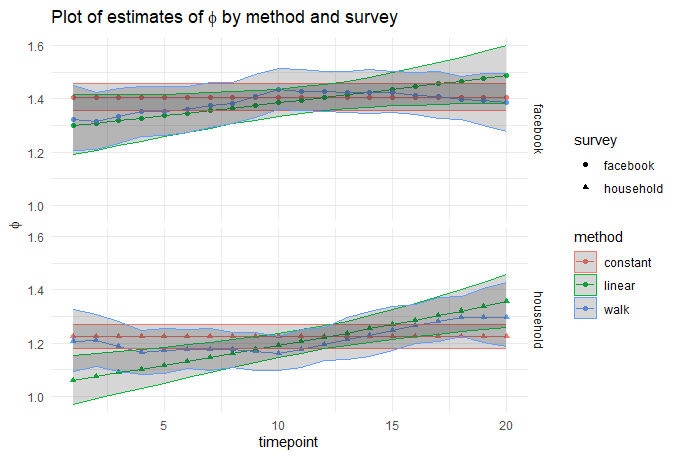 Plot of estimates of ϕ by method and survey
1.6
1.4
1.2
1.0
facebook
ϕ
1.6
1.4
1.2
1.0
household
5
10
15
20
timepoint
survey
facebook
household
method
constant
linear
walk